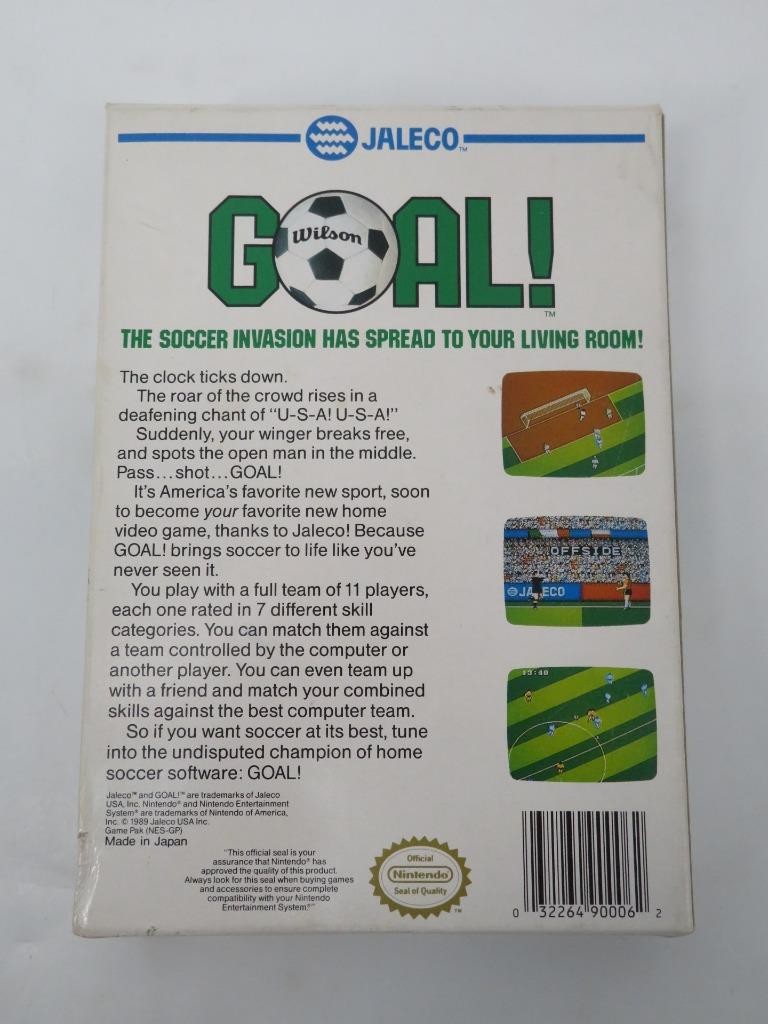 JALECO™
GOAL!™
Wilson
THE SOCCER INVASION HAS SPREAD TO YOUR LIVING ROOM!
The clock ticks down.
The roar of the crowd rises in a
deafening chant of "U-S-A! U-S-A!"
Suddenly, your winger breaks free,
and spots the open man in the middle.
Pass...shot...GOAL!
It's America's favorite new sport, soon
to become your favorite new home
video game, thanks to Jaleco! Because
GOAL! brings soccer to life like you've
never seen it.
You play with a full team of 11 players,
each one rated in 7 different skill
categories. You can match them against
a team controlled by the computer or
another player. You can even team up
with a friend and match your combined
skills against the best computer team.
So if you want soccer at its best, tune
into the undisputed champion of home
soccer software: GOAL!
OFFSIDE
JALECO
13:40
Jaleco™ and GOAL!™ are trademarks of Jaleco
USA, Inc. Nintendo® and Nintendo Entertainment
System® are trademarks of Nintendo of America,
Inc. © 1989 Jaleco USA Inc.
Game Pak (NES-GP)
Made in Japan
"This official seal is your
assurance that Nintendo® has
approved the quality of this product.
Always look for this seal when buying games
and accessories to ensure complete
compatibility with your Nintendo
Entertainment System®."
Official
Nintendo
Seal of Quality
™
0 32264 90006 2